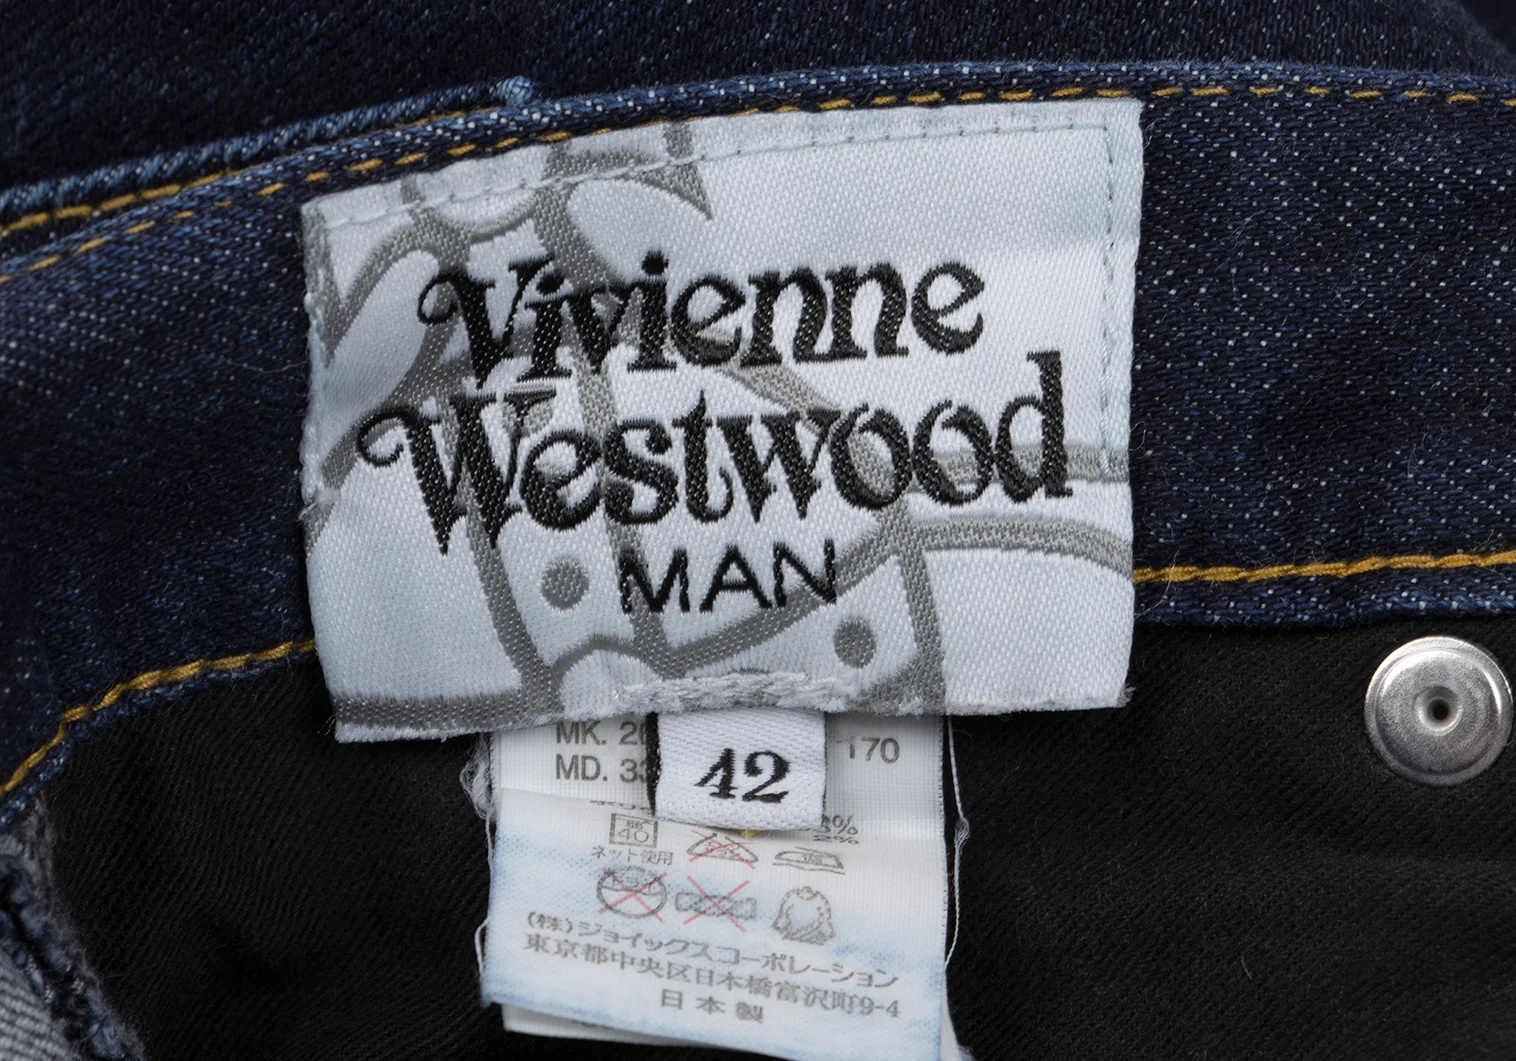 Vivienne
Westwood
MAN
MK. 2
170
MD. 33
42
%
2%
40
ネット使用
(株)ジョイックスコーポレーション
東京都中央区日本橋富沢町9-4
日本製